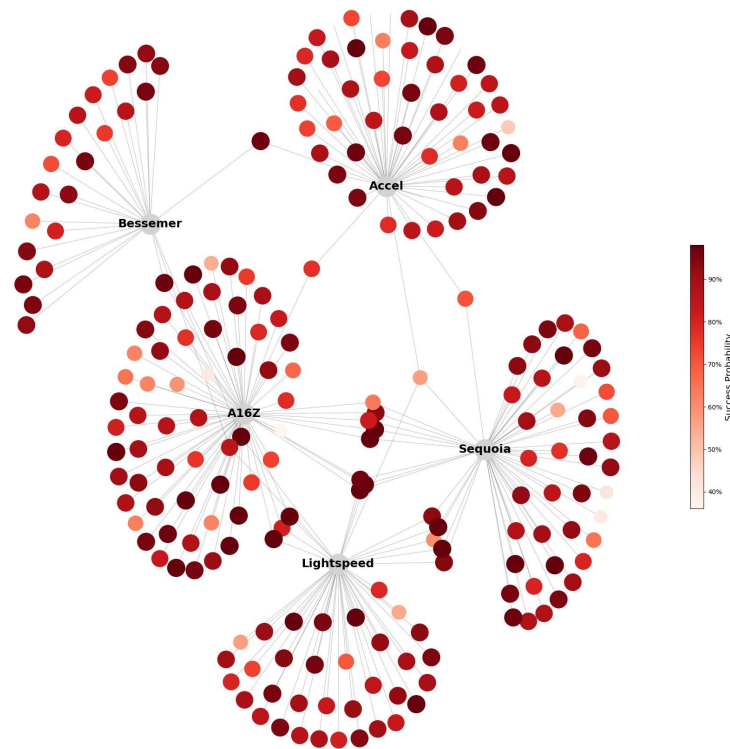 Accel
Bessemer
A16Z
Sequoia
Lightspeed
90%
80%
70%
60%
50%
40%
Success Probability